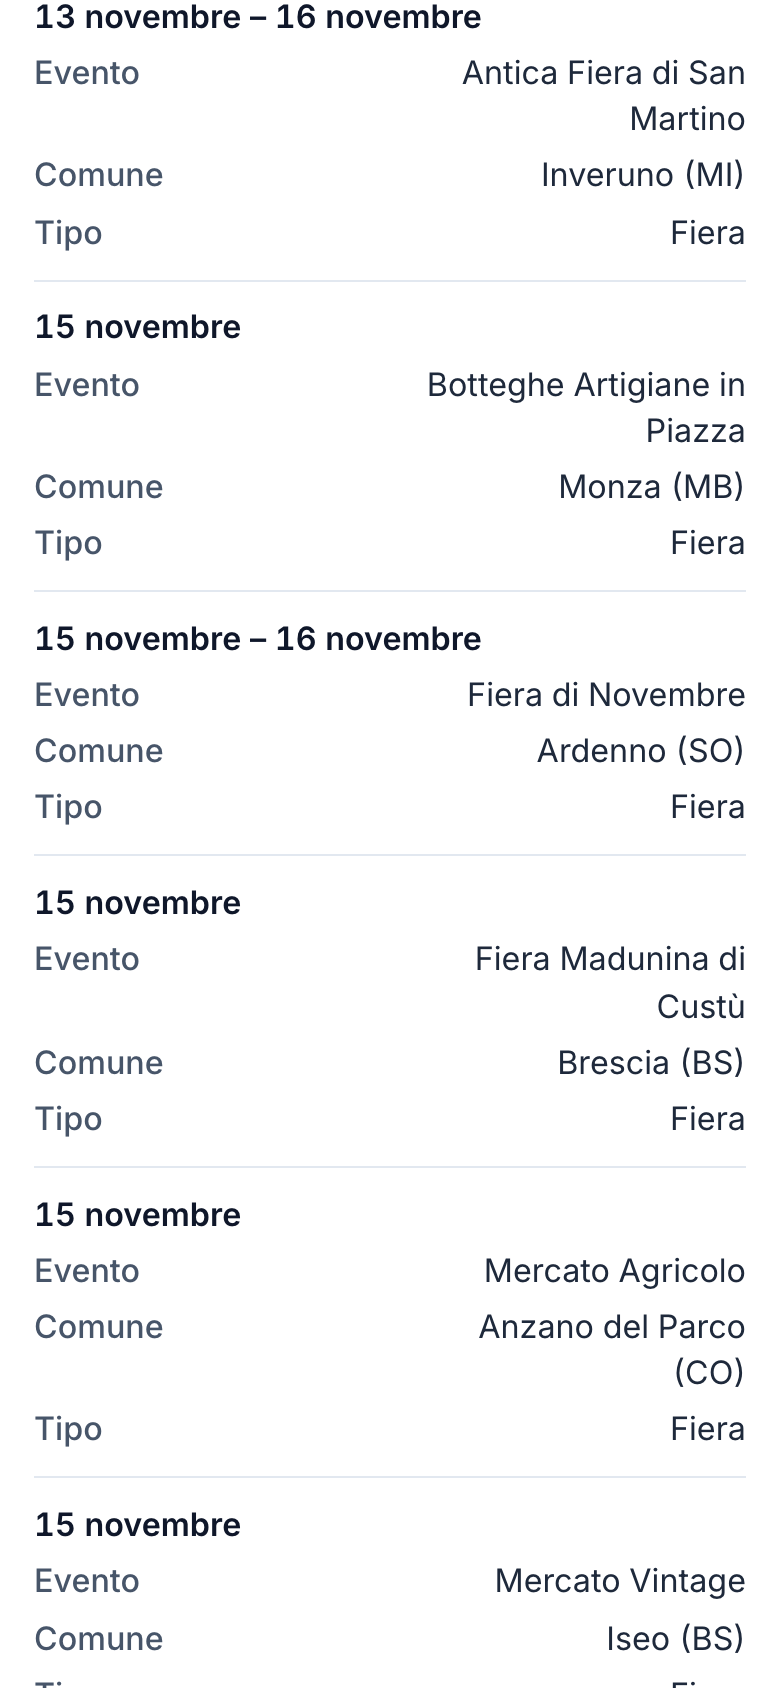 13 novembre – 16 novembre
Evento Antica Fiera di San
Martino
Comune Inveruno (MI)
Tipo Fiera
15 novembre
Evento Botteghe Artigiane in
Piazza
Comune Monza (MB)
Tipo Fiera
15 novembre – 16 novembre
Evento Fiera di Novembre
Comune Ardenno (SO)
Tipo Fiera
15 novembre
Evento Fiera Madunina di
Custù
Comune Brescia (BS)
Tipo Fiera
15 novembre
Evento Mercato Agricolo
Comune Anzano del Parco
(CO)
Tipo Fiera
15 novembre
Evento Mercato Vintage
Comune Iseo (BS)